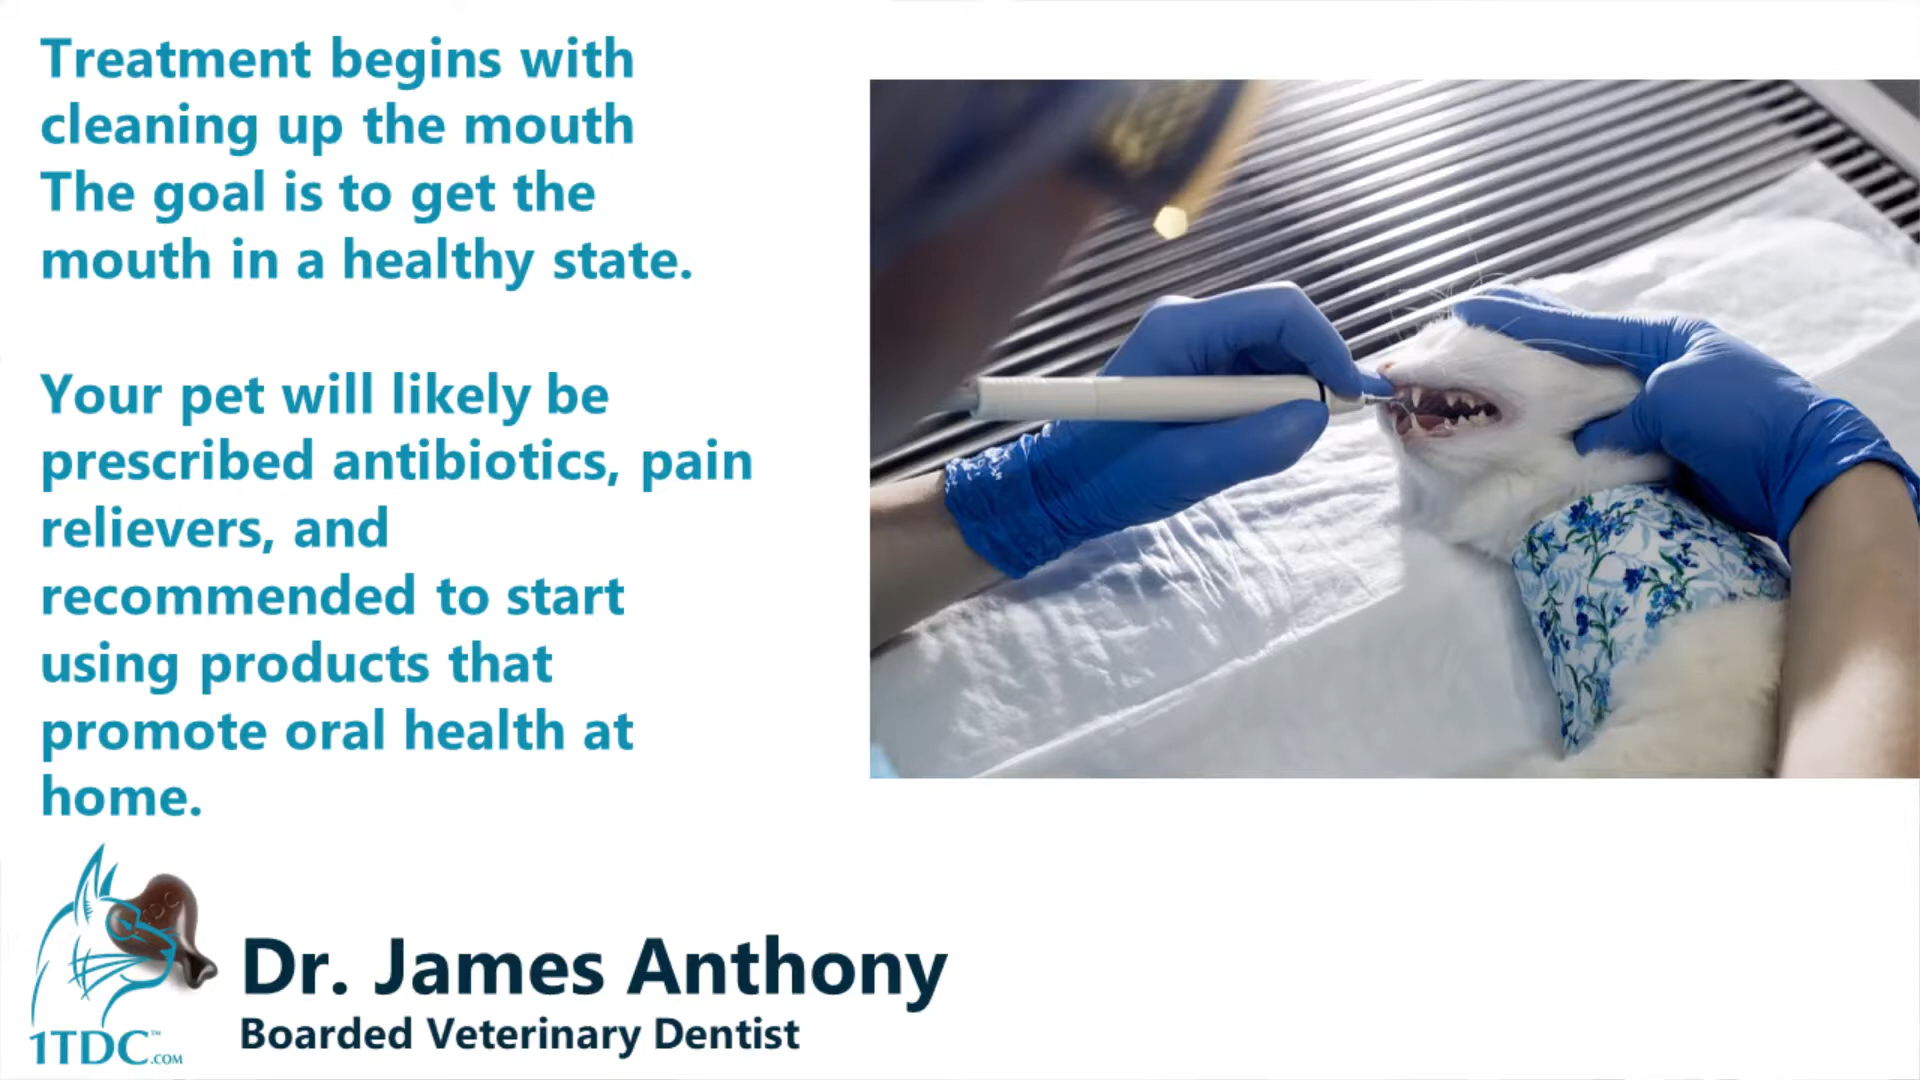 Treatment begins with
cleaning up the mouth
The goal is to get the
mouth in a healthy state.
Your pet will likely be
prescribed antibiotics, pain
relievers, and
recommended to start
using products that
promote oral health at
home.
TDC
1TDC™.COM
Dr. James Anthony
Boarded Veterinary Dentist